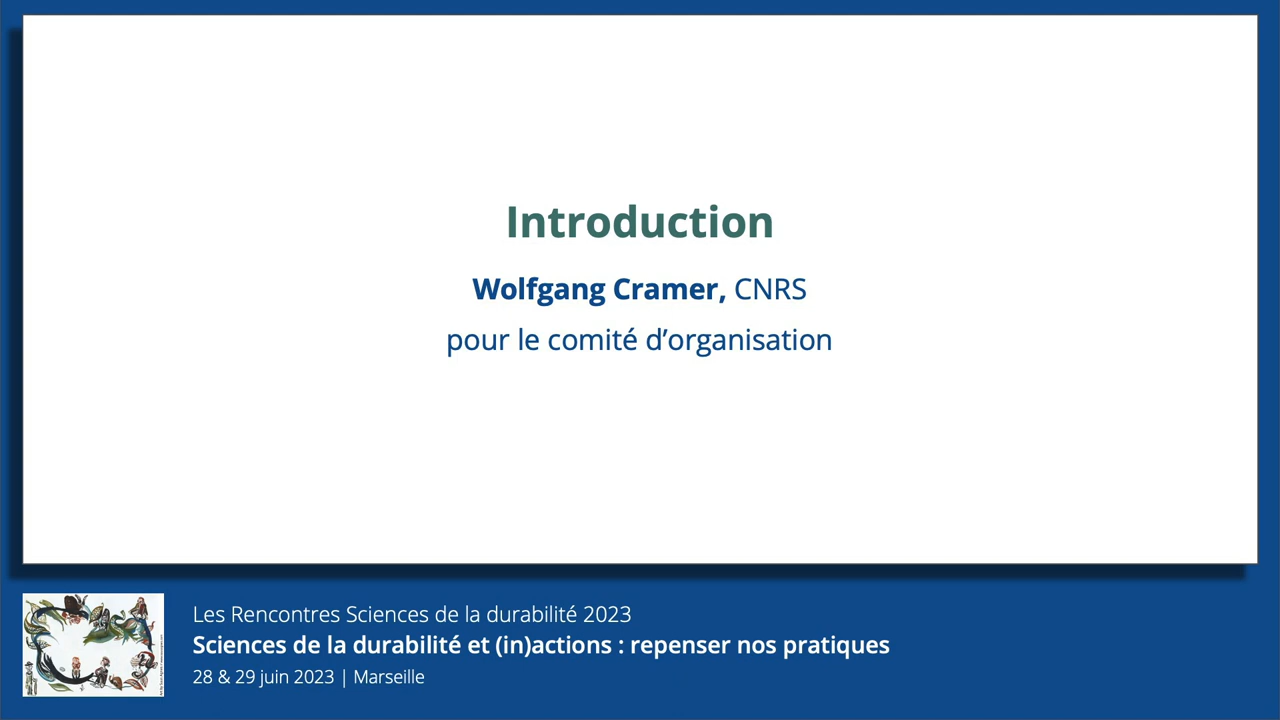 Introduction
Wolfgang Cramer, CNRS
pour le comité d’organisation
Les Rencontres Sciences de la durabilité 2023
Sciences de la durabilité et (in)actions : repenser nos pratiques
28 & 29 juin 2023 | Marseille